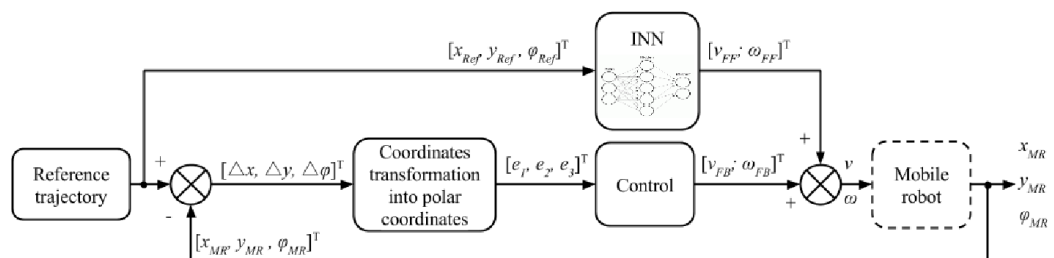 INN
[x_Ref, y_Ref, φ_Ref]^T
[v_FF; ω_FF]^T
Reference
trajectory
+
-
[△x, △y, △φ]^T
Coordinates
transformation
into polar
coordinates
[e_1, e_2, e_3]^T
Control
[v_FB; ω_FB]^T
+
+
v
ω
Mobile
robot
x_MR
y_MR
φ_MR
[x_MR, y_MR, φ_MR]^T